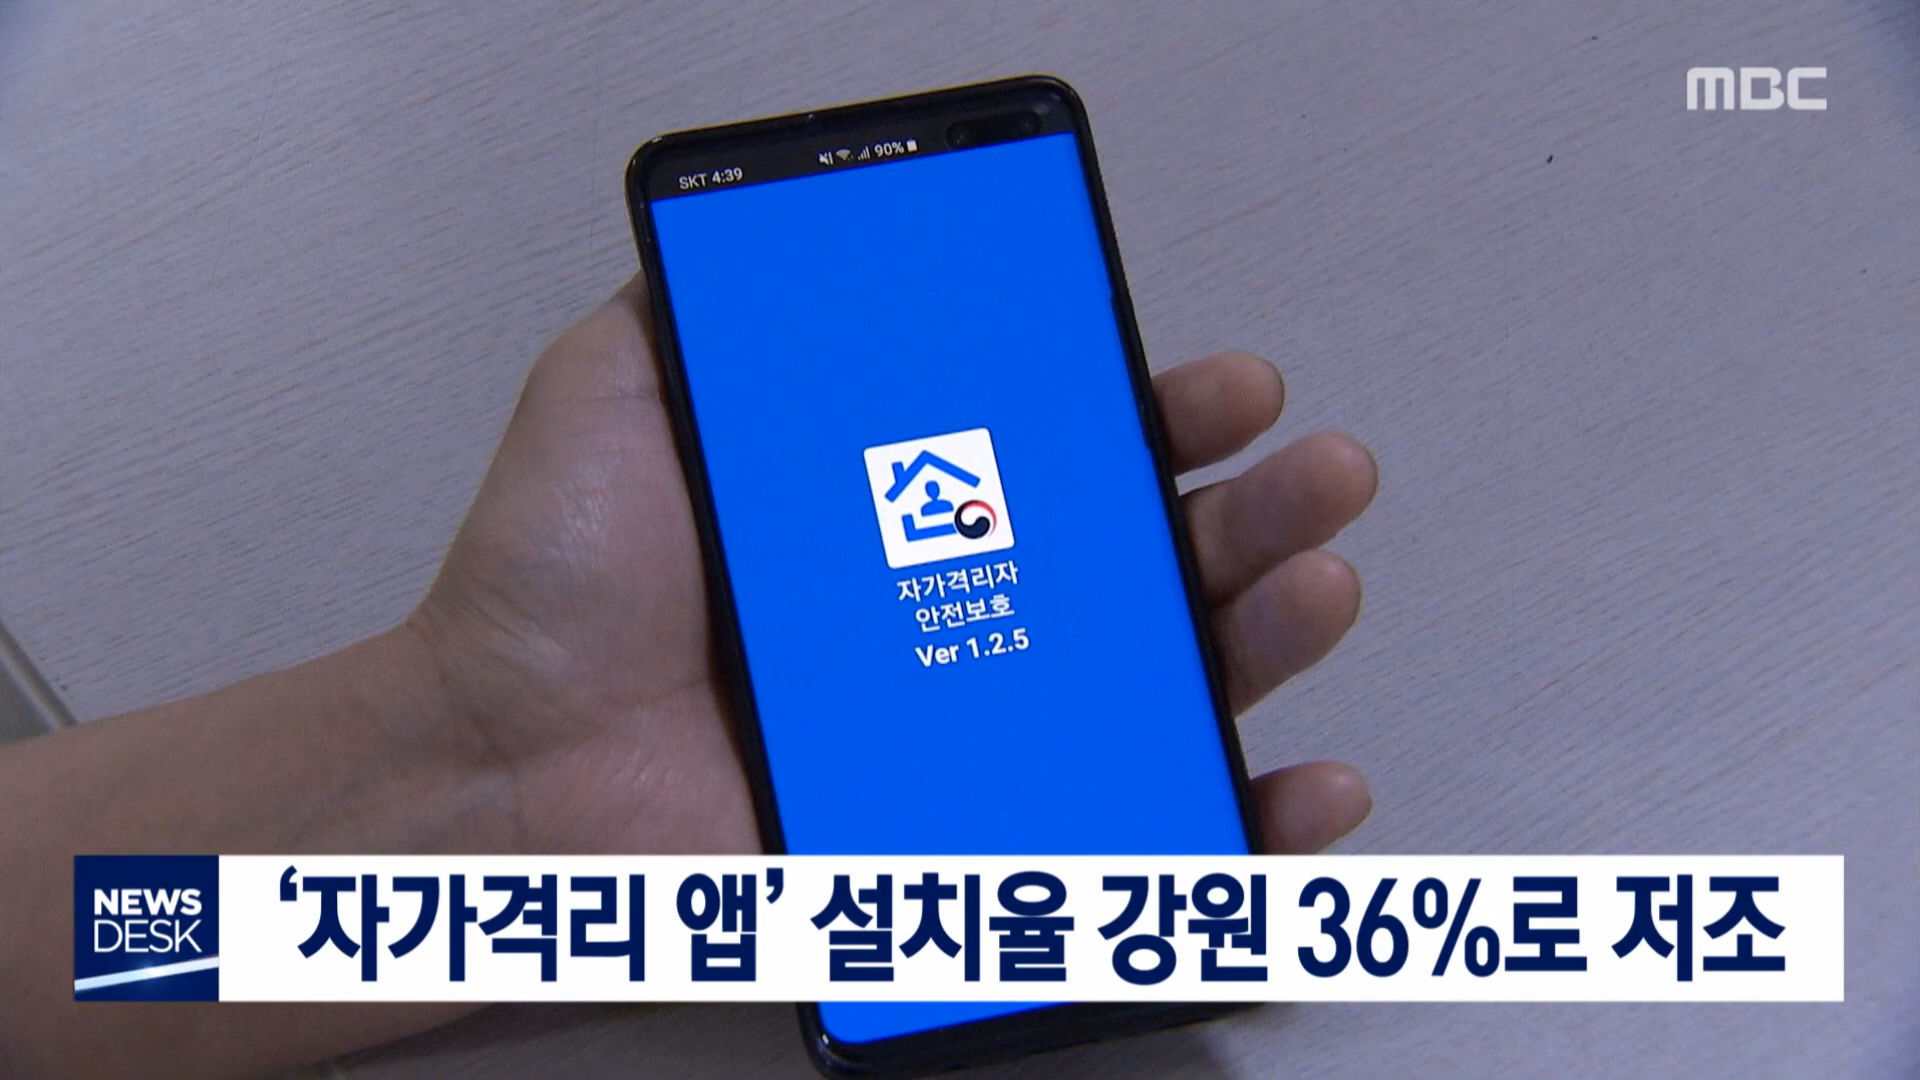 MBC
SKT 4:39 90%
자가격리자
안전보호
Ver 1.2.5
NEWS
DESK
‘자가격리 앱’ 설치율 강원 36%로 저조